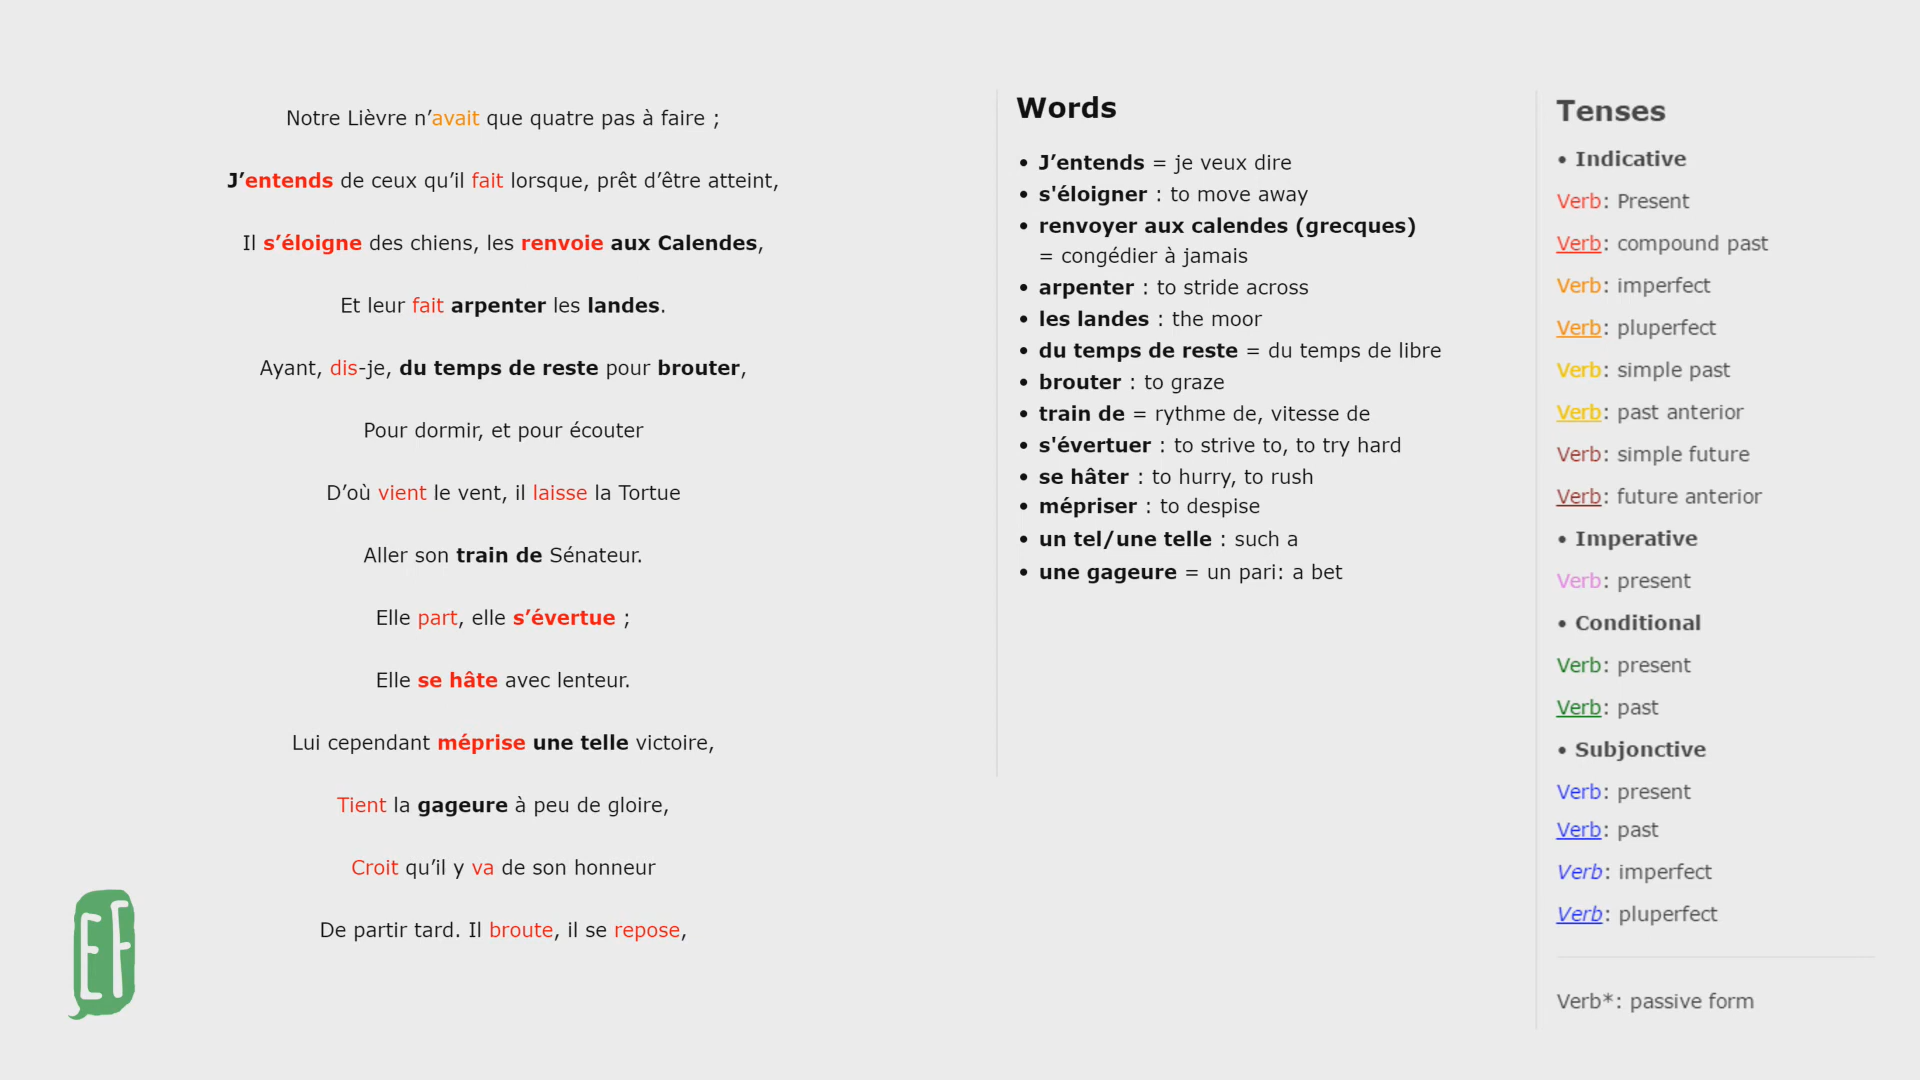 Notre Lièvre n’avait que quatre pas à faire ;
J’entends de ceux qu’il fait lorsque, prêt d’être atteint,
Il s’éloigne des chiens, les renvoie aux Calendes,
Et leur fait arpenter les landes.
Ayant, dis-je, du temps de reste pour brouter,
Pour dormir, et pour écouter
D’où vient le vent, il laisse la Tortue
Aller son train de Sénateur.
Elle part, elle s’évertue ;
Elle se hâte avec lenteur.
Lui cependant méprise une telle victoire,
Tient la gageure à peu de gloire,
Croit qu’il y va de son honneur
De partir tard. Il broute, il se repose,
EF
Words
• J’entends = je veux dire
• s'éloigner : to move away
• renvoyer aux calendes (grecques)
= congédier à jamais
• arpenter : to stride across
• les landes : the moor
• du temps de reste = du temps de libre
• brouter : to graze
• train de = rythme de, vitesse de
• s'évertuer : to strive to, to try hard
• se hâter : to hurry, to rush
• mépriser : to despise
• un tel/une telle : such a
• une gageure = un pari: a bet
Tenses
• Indicative
Verb: Present
Verb: compound past
Verb: imperfect
Verb: pluperfect
Verb: simple past
Verb: past anterior
Verb: simple future
Verb: future anterior
• Imperative
Verb: present
• Conditional
Verb: present
Verb: past
• Subjonctive
Verb: present
Verb: past
Verb: imperfect
Verb: pluperfect
Verb*: passive form